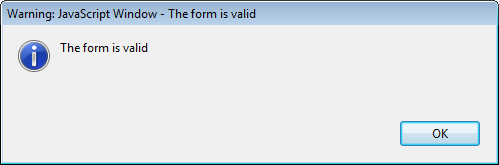 Warning: JavaScript Window - The form is valid
The form is valid
OK